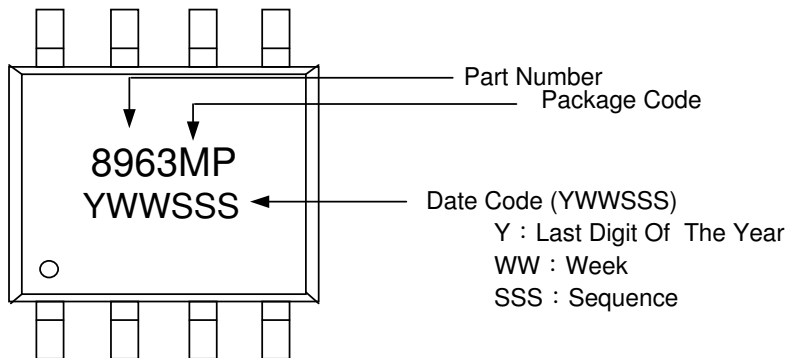 Part Number
Package Code
8963MP
YWWSSS
Date Code (YWWSSS)
Y：Last Digit Of The Year
WW：Week
SSS：Sequence